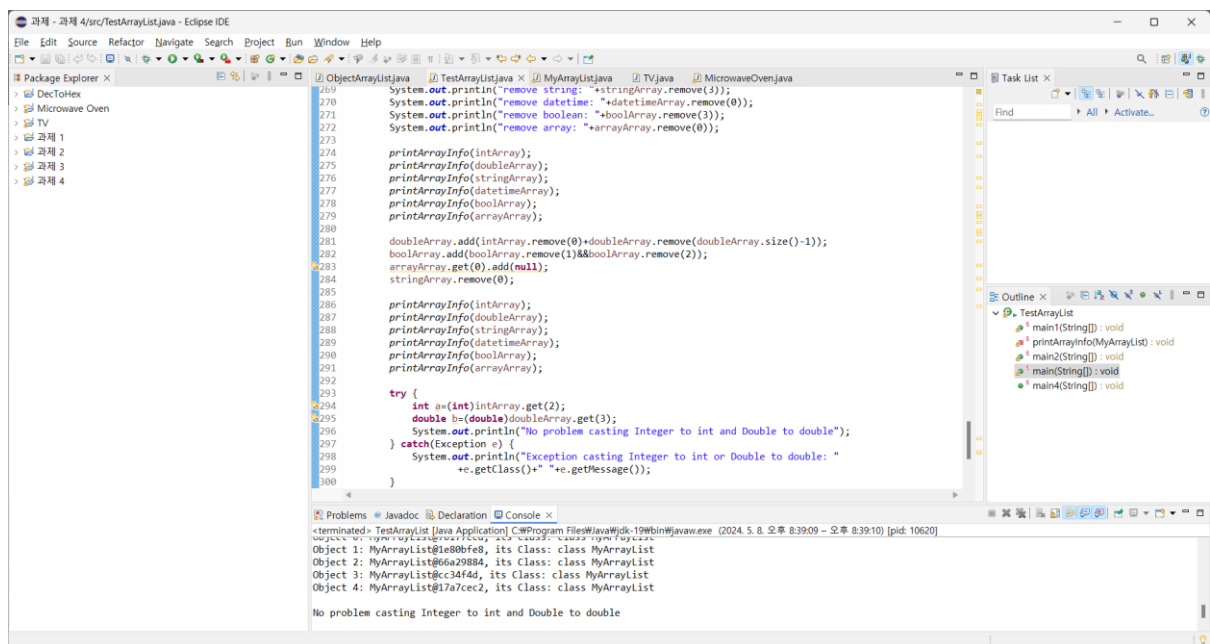 과제 - 과제 4/src/TestArrayList.java - Eclipse IDE
File Edit Source Refactor Navigate Search Project Run Window Help
Package Explorer
DecToHex
Microwave Oven
TV
과제 1
과제 2
과제 3
과제 4
ObjectArrayList.java TestArrayList.java MyArrayList.java TV.java MicrowaveOven.java
269 System.out.println("remove string: "+stringArray.remove(3));
270 System.out.println("remove datetime: "+datetimeArray.remove(0));
271 System.out.println("remove boolean: "+boolArray.remove(3));
272 System.out.println("remove array: "+arrayArray.remove(0));
273
274 printArrayInfo(intArray);
275 printArrayInfo(doubleArray);
276 printArrayInfo(stringArray);
277 printArrayInfo(datetimeArray);
278 printArrayInfo(boolArray);
279 printArrayInfo(arrayArray);
280
281 doubleArray.add(intArray.remove(0)+doubleArray.remove(doubleArray.size()-1));
282 boolArray.add(boolArray.remove(1)&&boolArray.remove(2));
283 arrayArray.get(0).add(null);
284 stringArray.remove(0);
285
286 printArrayInfo(intArray);
287 printArrayInfo(doubleArray);
288 printArrayInfo(stringArray);
289 printArrayInfo(datetimeArray);
290 printArrayInfo(boolArray);
291 printArrayInfo(arrayArray);
292
293 try {
294 int a=(int)intArray.get(2);
295 double b=(double)doubleArray.get(3);
296 System.out.println("No problem casting Integer to int and Double to double");
297 } catch(Exception e) {
298 System.out.println("Exception casting Integer to int or Double to double: "
299 +e.getClass()+" "+e.getMessage());
300 }
Task List
Find All Activate...
Outline
TestArrayList
main1(String[]) : void
printArrayInfo(MyArrayList) : void
main2(String[]) : void
main(String[]) : void
main4(String[]) : void
Problems Javadoc Declaration Console
<terminated> TestArrayList [Java Application] C:₩Program Files₩Java₩jdk-19₩bin₩javaw.exe (2024. 5. 8. 오후 8:39:09 – 오후 8:39:10) [pid: 10620]
Object 1: MyArrayList@1e80bfe8, its Class: class MyArrayList
Object 2: MyArrayList@66a29884, its Class: class MyArrayList
Object 3: MyArrayList@cc34f4d, its Class: class MyArrayList
Object 4: MyArrayList@17a7cec2, its Class: class MyArrayList
No problem casting Integer to int and Double to double